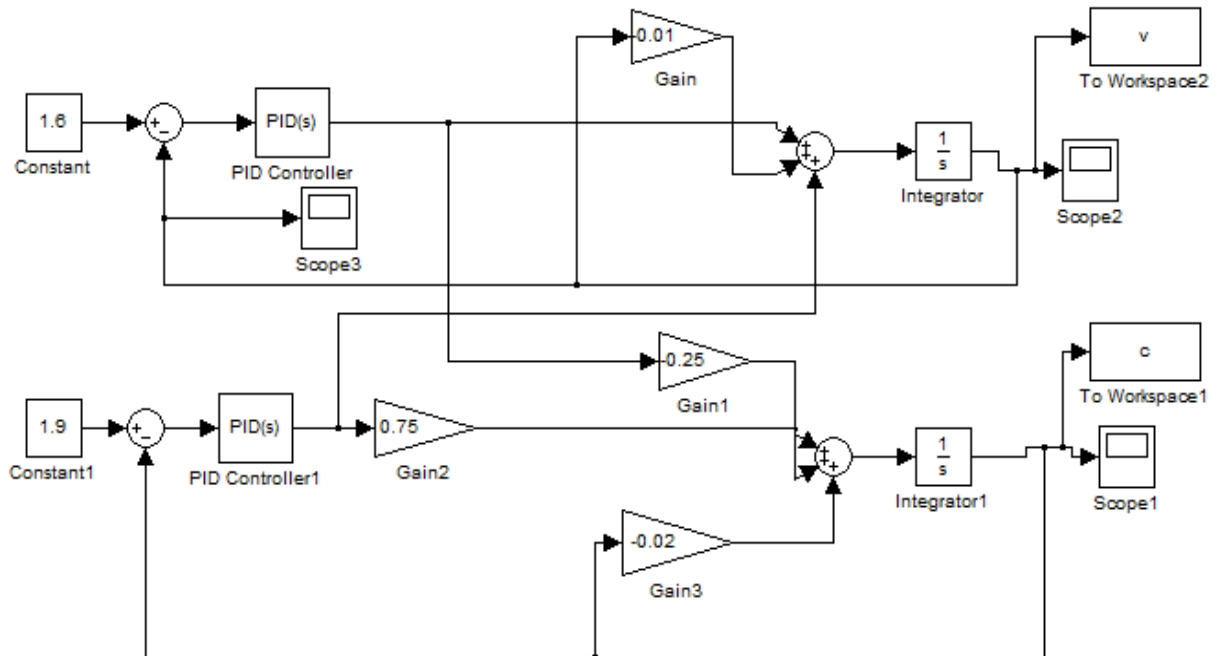 -0.01
Gain
v
To Workspace2
1.6
Constant
+
−
PID(s)
PID Controller
+
+
+
1
s
Integrator
Scope2
Scope3
-0.25
Gain1
c
To Workspace1
1.9
Constant1
+
−
PID(s)
PID Controller1
0.75
Gain2
+
+
+
1
s
Integrator1
Scope1
-0.02
Gain3